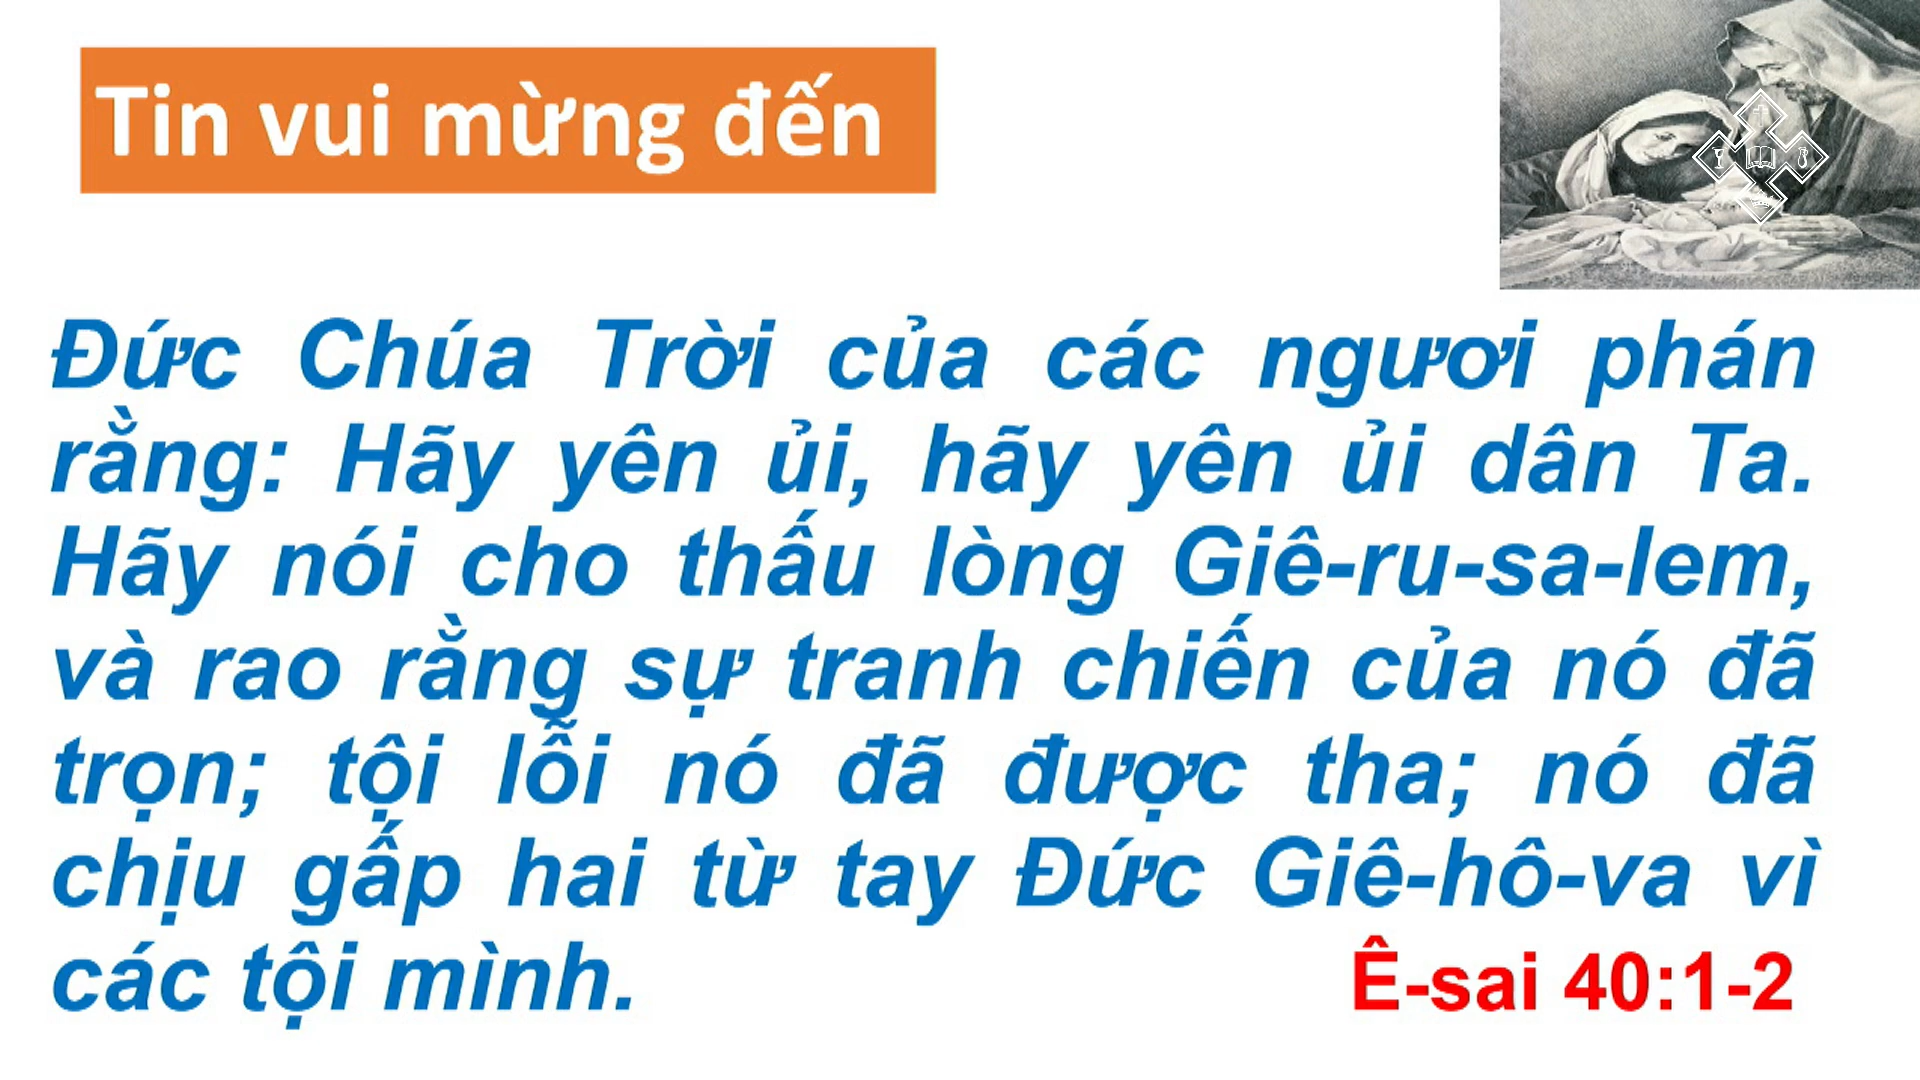 Tin vui mừng đến
Đức Chúa Trời của các ngươi phán
rằng: Hãy yên ủi, hãy yên ủi dân Ta.
Hãy nói cho thấu lòng Giê-ru-sa-lem,
và rao rằng sự tranh chiến của nó đã
trọn; tội lỗi nó đã được tha; nó đã
chịu gấp hai từ tay Đức Giê-hô-va vì
các tội mình.
Ê-sai 40:1-2